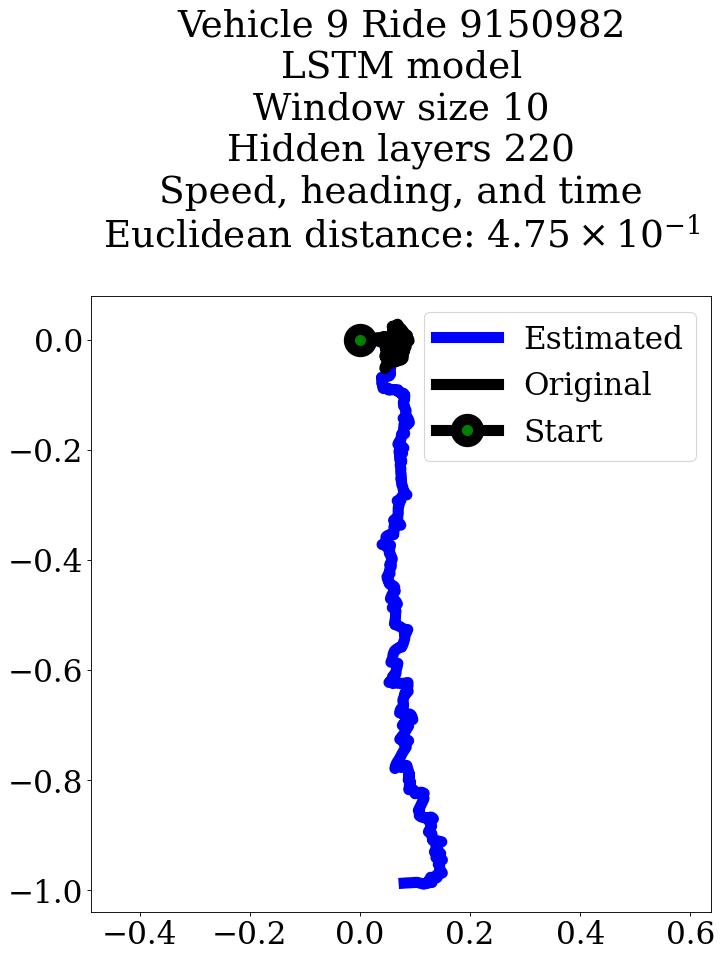 Vehicle 9 Ride 9150982
LSTM model
Window size 10
Hidden layers 220
Speed, heading, and time
Euclidean distance: 4.75 × 10⁻¹
Estimated
Original
Start
0.0
−0.2
−0.4
−0.6
−0.8
−1.0
−0.4 −0.2 0.0 0.2 0.4 0.6